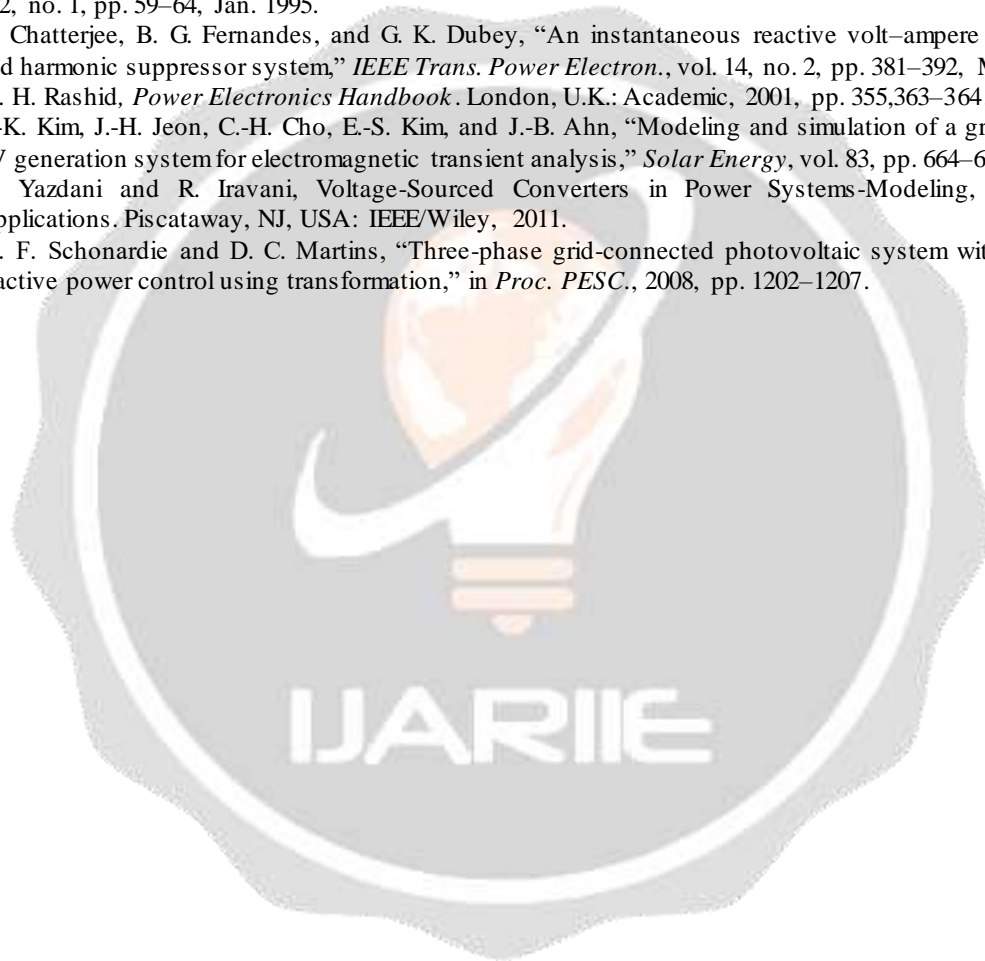 2, no. 1, pp. 59–64, Jan. 1995.
Chatterjee, B. G. Fernandes, and G. K. Dubey, “An instantaneous reactive volt–ampere
d harmonic suppressor system,” IEEE Trans. Power Electron., vol. 14, no. 2, pp. 381–392,
. H. Rashid, Power Electronics Handbook. London, U.K.: Academic, 2001, pp. 355,363–364
-K. Kim, J.-H. Jeon, C.-H. Cho, E.-S. Kim, and J.-B. Ahn, “Modeling and simulation of a gr
generation system for electromagnetic transient analysis,” Solar Energy, vol. 83, pp. 664–6
Yazdani and R. Iravani, Voltage-Sourced Converters in Power Systems-Modeling,
pplications. Piscataway, NJ, USA: IEEE/Wiley, 2011.
. F. Schonardie and D. C. Martins, “Three-phase grid-connected photovoltaic system wit
active power control using transformation,” in Proc. PESC., 2008, pp. 1202–1207.
IJARIIE